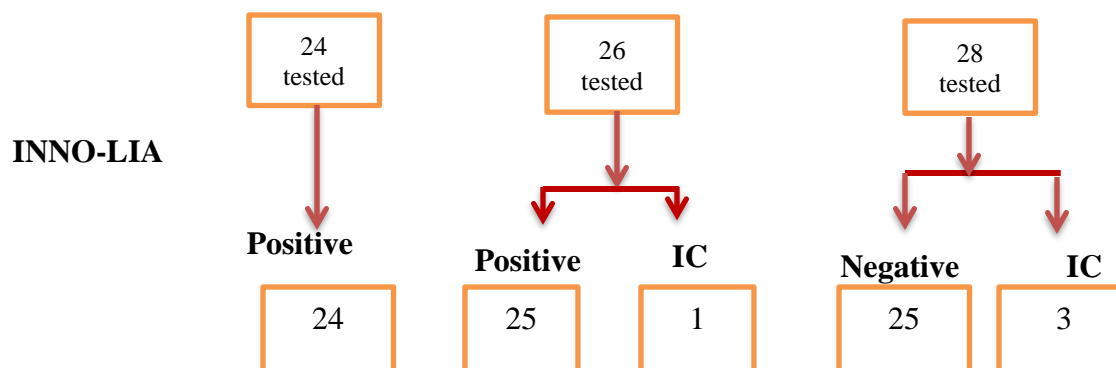 24
tested
26
tested
28
tested
INNO-LIA
Positive
Positive
IC
Negative
IC
24
25
1
25
3